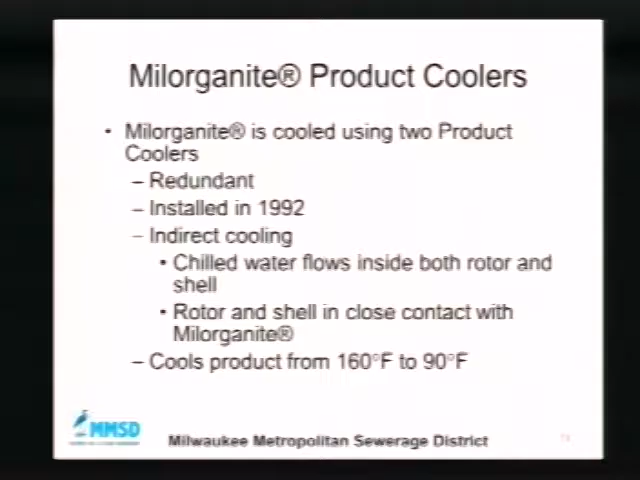 Milorganite® Product Coolers
• Milorganite® is cooled using two Product
Coolers
– Redundant
– Installed in 1992
– Indirect cooling
• Chilled water flows inside both rotor and
shell
• Rotor and shell in close contact with
Milorganite®
– Cools product from 160°F to 90°F
MMSD
Milwaukee Metropolitan Sewerage District